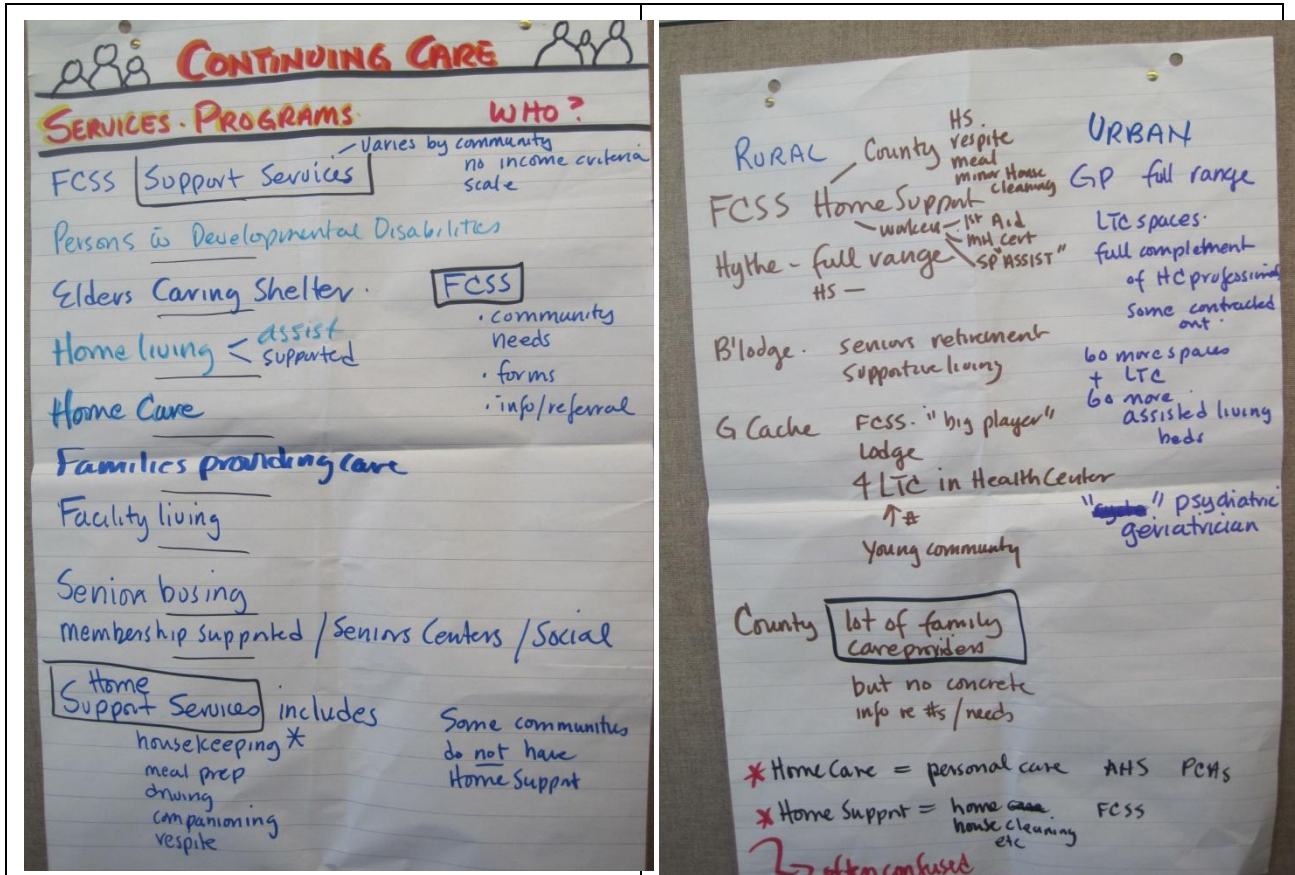 CONTINUING CARE
SERVICES · PROGRAMS WHO?
varies by community
no income criteria
scale
FCSS Support Services
Persons c̄ Developmental Disabilities
Elders Caring Shelter.
Home living < assist
supported
Home Care
Families providing care
Facility living
Senior busing
membership supported / Seniors Centers / Social
Home
Support Services includes
housekeeping *
meal prep
driving
companioning
respite
FCSS
· community
needs
· forms
· info/referral
Some communities
do not have
Home Support
RURAL
County
HS.
respite
meal
minor House
cleaning
FCSS Home Support
1st Aid
MH Cert
SP "ASSIST"
Hythe - full range
HS —
B'lodge. seniors retirement
supportive living
G Cache FCSS. "big player"
Lodge
4 LTC in Health Center
↑ #
Young community
County lot of family
careproviders
but no concrete
info re #s / needs
URBAN
GP full range
LTC spaces.
full complement
of HC professional
some contracted
out.
60 more spaces
+ LTC
60 more
assisted living
beds
" " psychiatric
geriatrician
* Home Care = personal care AHS PCAs
* Home Support = home care FCSS
house cleaning
etc
often confused